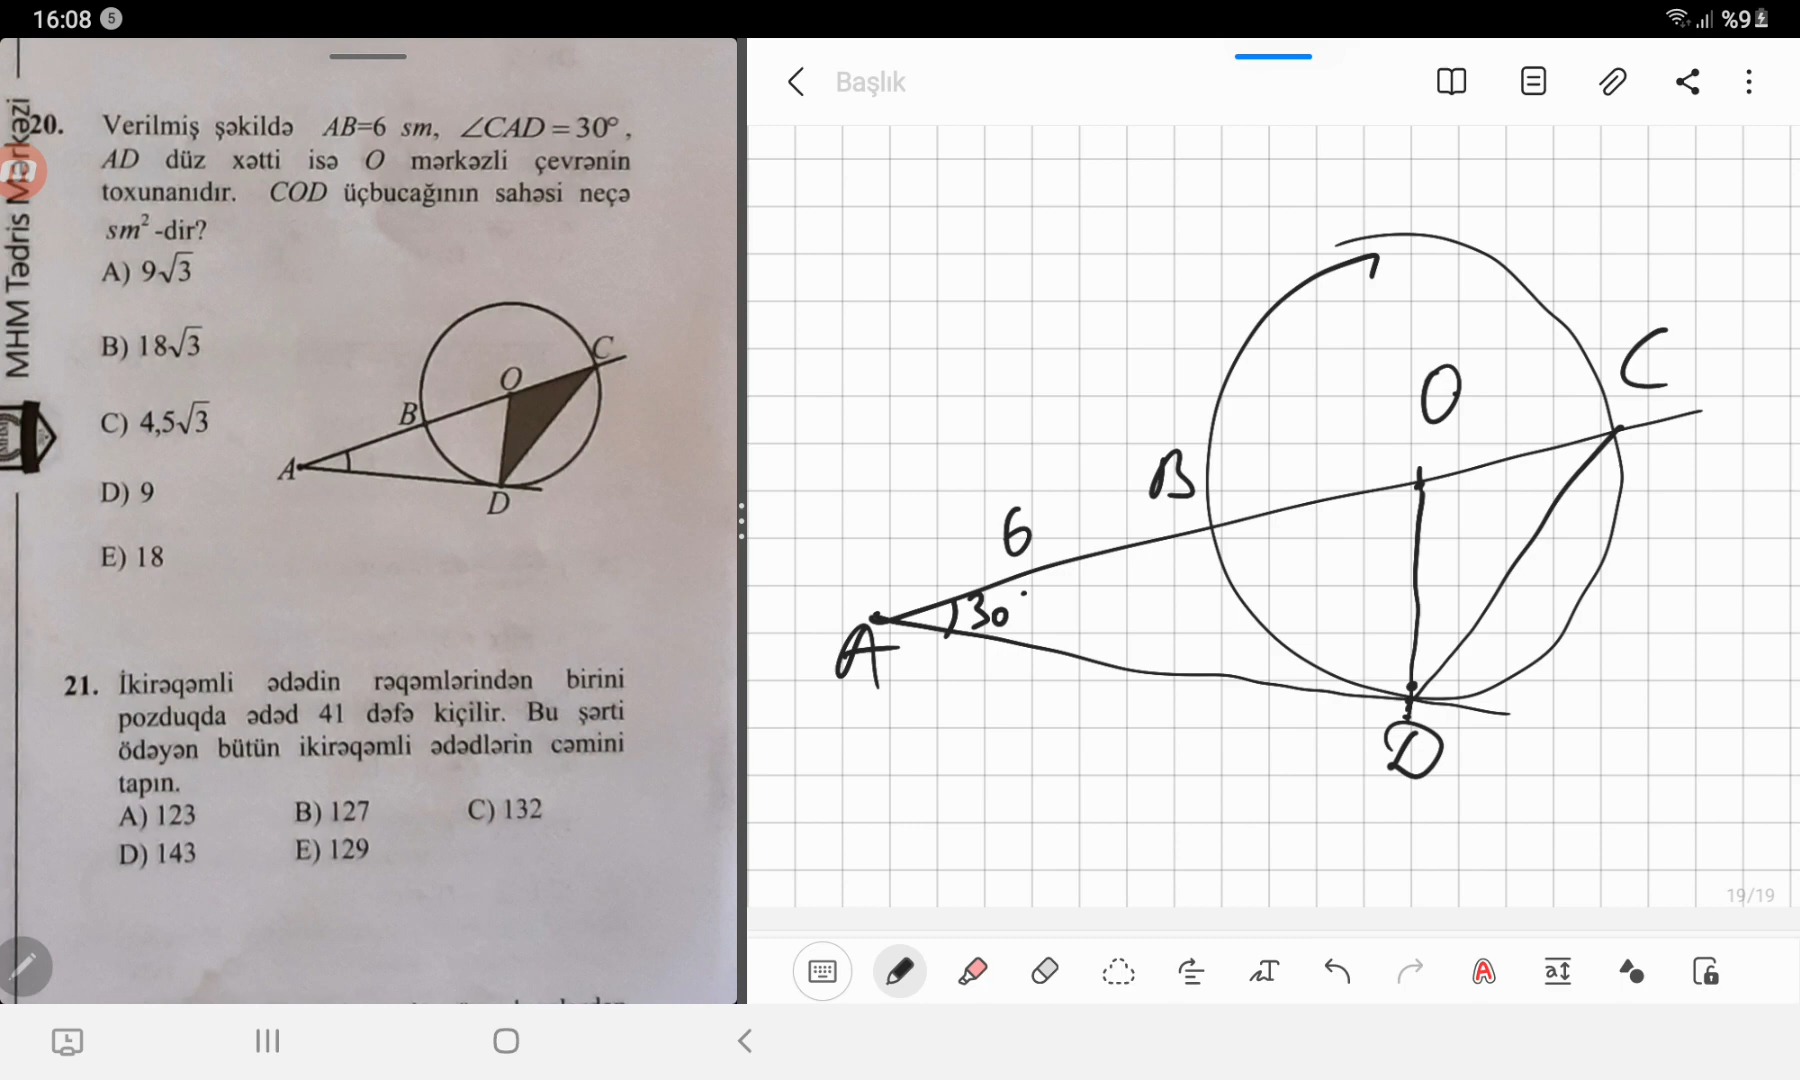 16:08 5
%9
MHM Tədris Mərkəzi
20. Verilmiş şəkildə AB=6 sm, ∠CAD=30°,
AD düz xətti isə O mərkəzli çevrənin
toxunanıdır. COD üçbucağının sahəsi neçə
sm² -dir?
A) 9√3
B) 18√3
C) 4,5√3
D) 9
E) 18
C
O
B
A
D
21. İkirəqəmli ədədin rəqəmlərindən birini
pozduqda ədəd 41 dəfə kiçilir. Bu şərti
ödəyən bütün ikirəqəmli ədədlərin cəmini
tapın.
A) 123 B) 127 C) 132
D) 143 E) 129
Başlık
C
O
B
6
30°
A
D
19/19